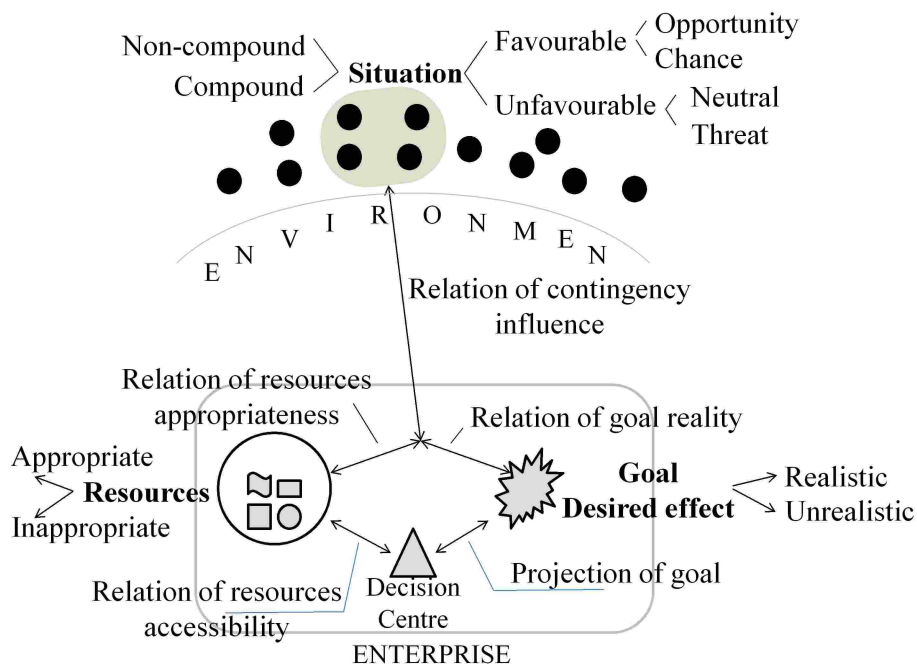 Non-compound
Compound
Situation
Favourable
Opportunity
Chance
Unfavourable
Neutral
Threat
E N V I R O N M E N
Relation of contingency
influence
Relation of resources
appropriateness
Relation of goal reality
Appropriate
Resources
Inappropriate
Goal
Desired effect
Realistic
Unrealistic
Relation of resources
accessibility
Decision
Centre
Projection of goal
ENTERPRISE